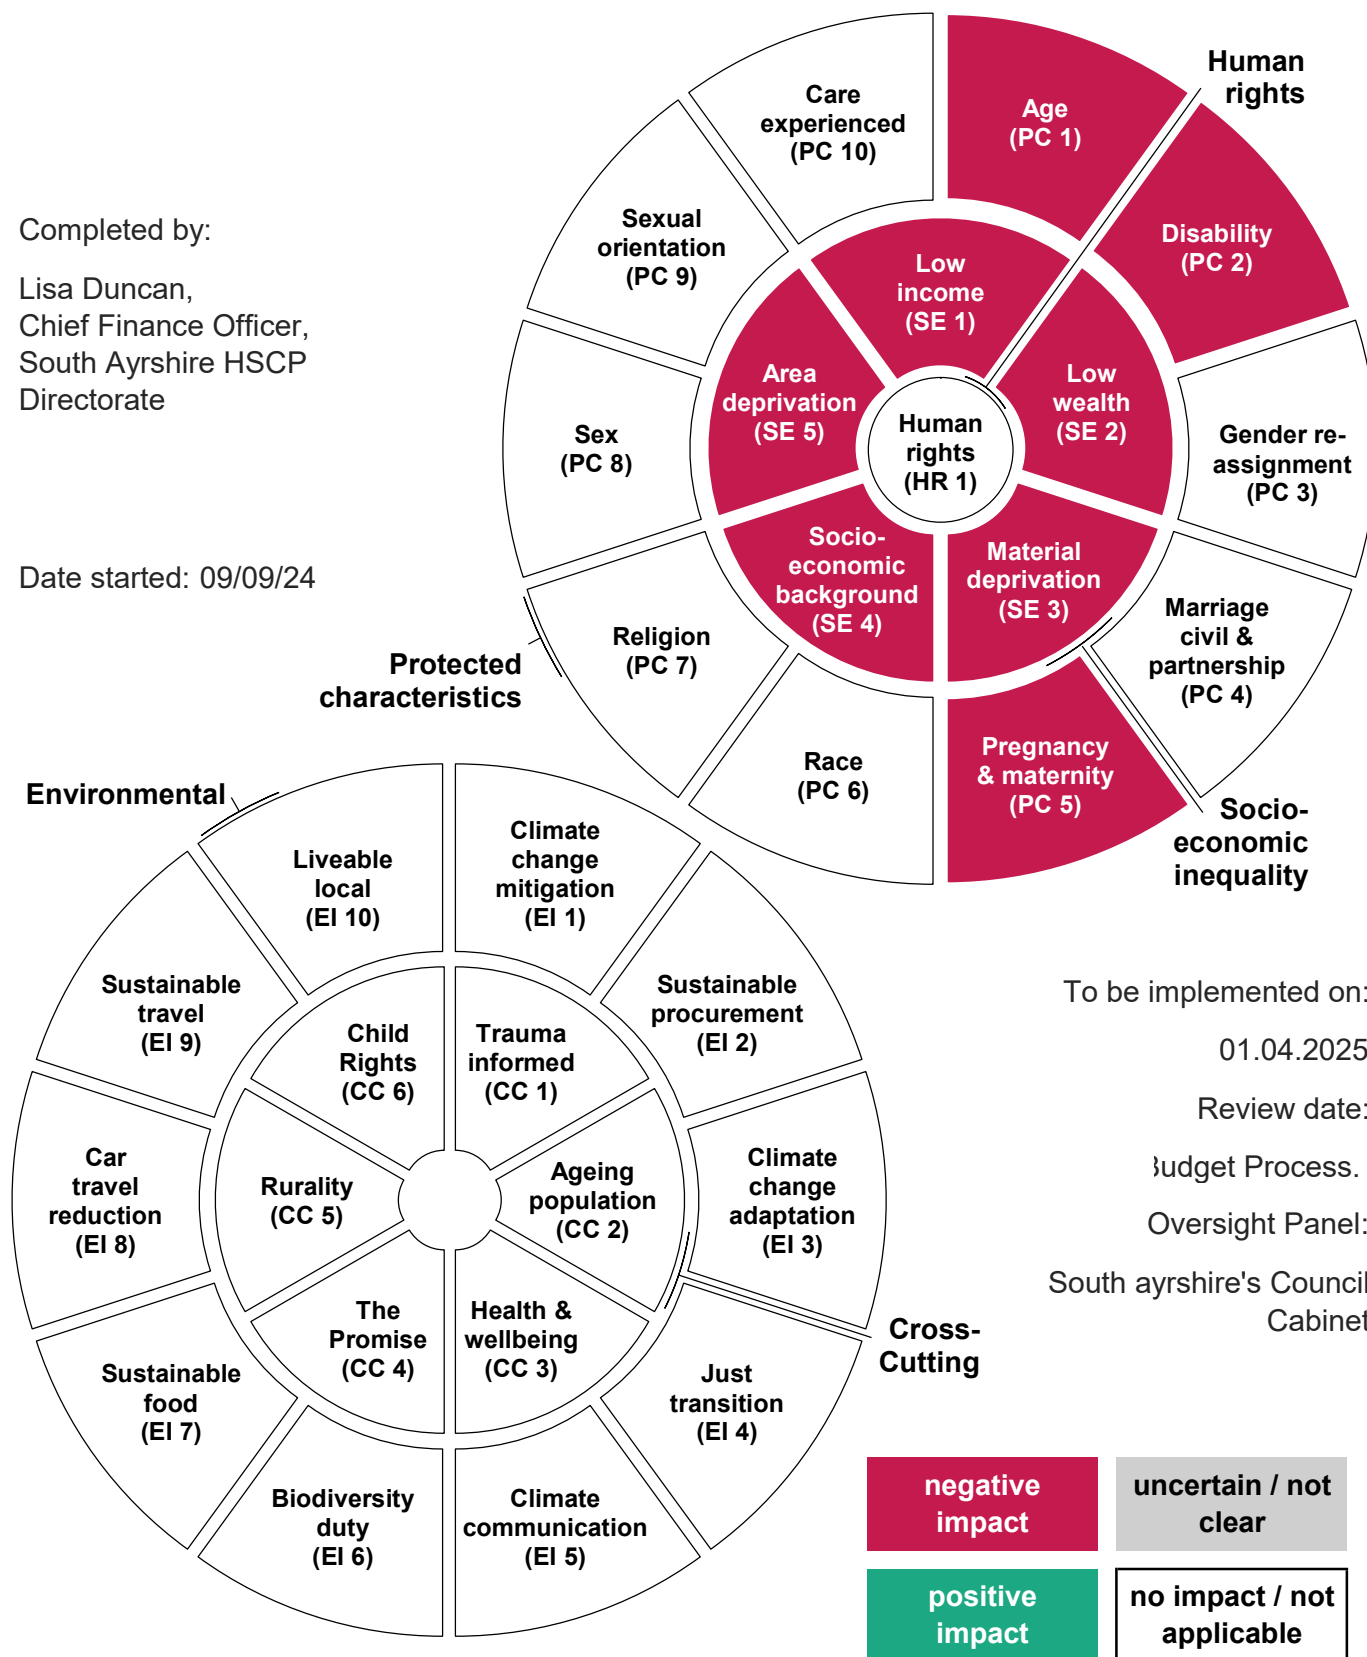 Completed by:
Lisa Duncan,
Chief Finance Officer,
South Ayrshire HSCP
Directorate
Date started: 09/09/24
Human
rights
Care
experienced
(PC 10)
Age
(PC 1)
Disability
(PC 2)
Gender re-
assignment
(PC 3)
Marriage
civil &
partnership
(PC 4)
Pregnancy
& maternity
(PC 5)
Race
(PC 6)
Religion
(PC 7)
Sex
(PC 8)
Sexual
orientation
(PC 9)
Low
income
(SE 1)
Low
wealth
(SE 2)
Material
deprivation
(SE 3)
Socio-
economic
background
(SE 4)
Area
deprivation
(SE 5)
Human
rights
(HR 1)
Protected
characteristics
Socio-
economic
inequality
Environmental
Climate
change
mitigation
(EI 1)
Sustainable
procurement
(EI 2)
Climate
change
adaptation
(EI 3)
Just
transition
(EI 4)
Climate
communication
(EI 5)
Biodiversity
duty
(EI 6)
Sustainable
food
(EI 7)
Car
travel
reduction
(EI 8)
Sustainable
travel
(EI 9)
Liveable
local
(EI 10)
Trauma
informed
(CC 1)
Ageing
population
(CC 2)
Health &
wellbeing
(CC 3)
The
Promise
(CC 4)
Rurality
(CC 5)
Child
Rights
(CC 6)
Cross-
Cutting
To be implemented on:
01.04.2025
Review date:
Budget Process.
Oversight Panel:
South ayrshire's Council
Cabinet
negative
impact
uncertain / not
clear
positive
impact
no impact / not
applicable